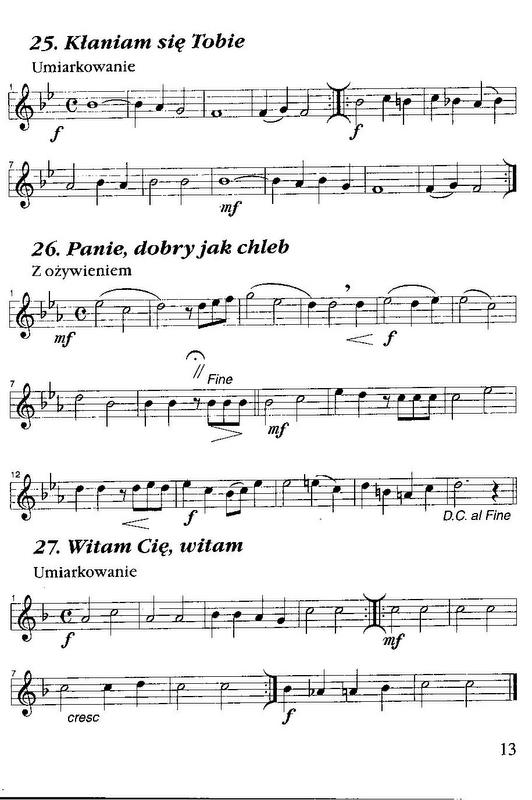 25. Kłaniam się Tobie
Umiarkowanie
1
f
f
7
mf
26. Panie, dobry jak chleb
Z ożywieniem
1
mf
f
7
Fine
mf
12
f
D.C. al Fine
27. Witam Cię, witam
Umiarkowanie
1
f
mf
7
cresc
f
13